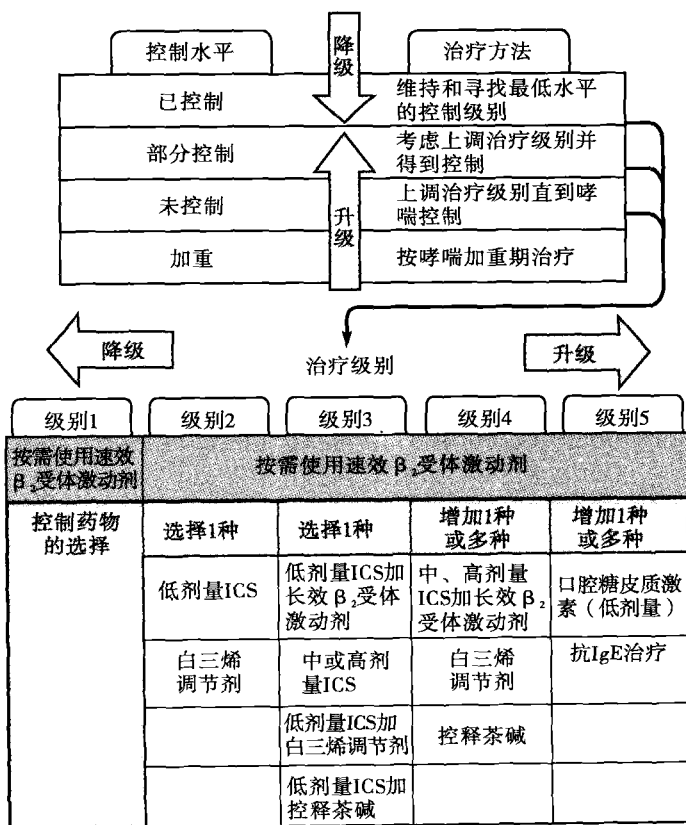 控制水平
降级
治疗方法
已控制
维持和寻找最低水平
的控制级别
部分控制
考虑上调治疗级别并
得到控制
未控制
升级
上调治疗级别直到哮
喘控制
加重
按哮喘加重期治疗
降级
治疗级别
升级
级别1
级别2
级别3
级别4
级别5
按需使用速效
β₂受体激动剂
按需使用速效β₂受体激动剂
控制药物
的选择
选择1种
选择1种
增加1种
或多种
增加1种
或多种
低剂量ICS
低剂量ICS加
长效β₂受体
激动剂
中、高剂量
ICS加长效β₂
受体激动剂
口腔糖皮质激
素（低剂量）
白三烯
调节剂
中或高剂
量ICS
白三烯
调节剂
抗IgE治疗
低剂量ICS加
白三烯调节剂
控释茶碱
低剂量ICS加
控释茶碱